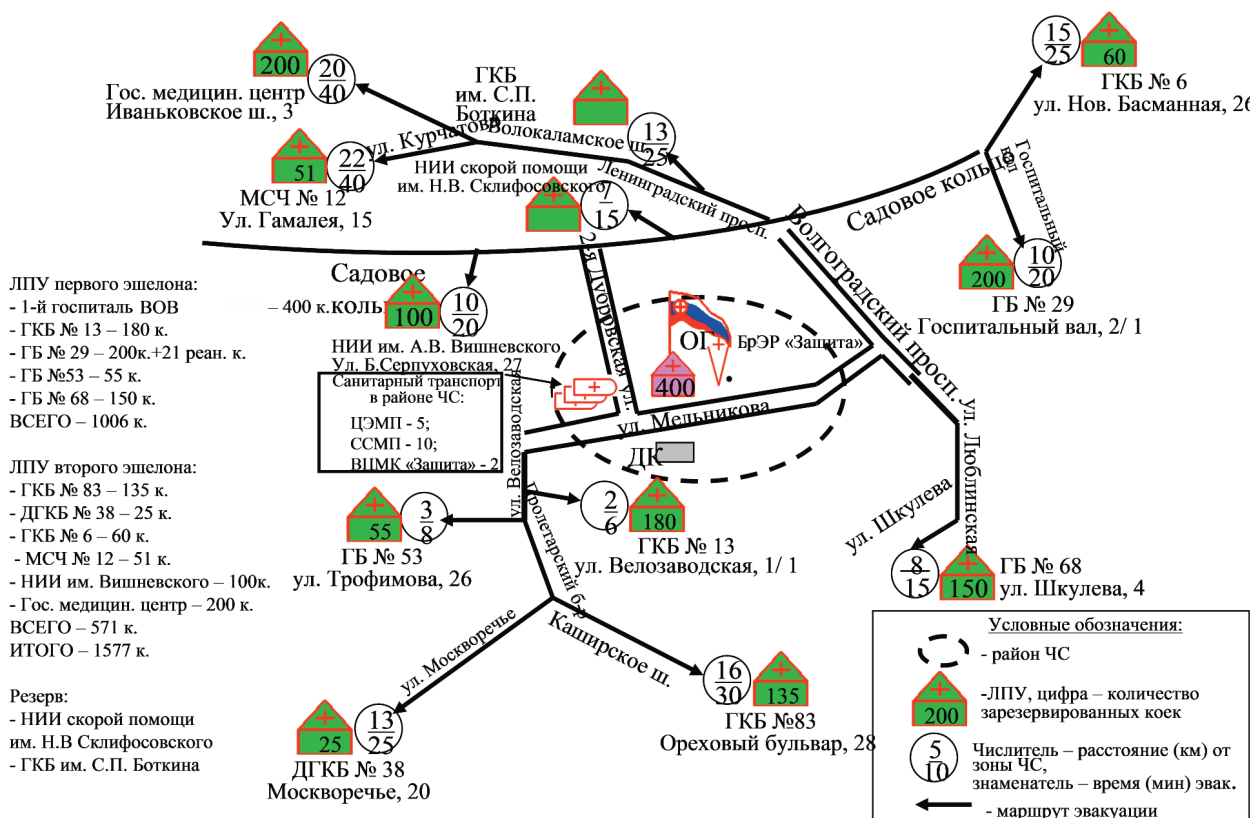 200
20
40
Гос. медицин. центр
Иваньковское ш., 3
ГКБ
им. С.П.
Боткина
13
25
15
25
60
ГКБ № 6
ул. Нов. Басманная, 26
ул. Курчатова
Волокаламское ш.
51
22
40
МСЧ № 12
Ул. Гамалея, 15
НИИ скорой помощи
им. Н.В. Склифосовского
7
15
Ленинградский просп.
Садовое кольцо
Госпитальный
вал
Волгоградский просп.
200
10
20
ГБ № 29
Госпитальный вал, 2/ 1
Садовое
коль
100
10
20
НИИ им. А.В. Вишневского
Ул. Б.Серпуховская, 27
2-я Дубровская ул.
ОГ
БрЭР «Защита»
400
ул. Мельникова
ДК
Санитарный транспорт
в районе ЧС:
ЦЭМП - 5;
ССМП - 10;
ВЦМК «Защита» - 2
ул. Велозаводская
ЛПУ первого эшелона:
- 1-й госпиталь ВОВ – 400 к.
- ГКБ № 13 – 180 к.
- ГБ № 29 – 200к.+21 реан. к.
- ГБ №53 – 55 к.
- ГБ № 68 – 150 к.
ВСЕГО – 1006 к.
ЛПУ второго эшелона:
- ГКБ № 83 – 135 к.
- ДГКБ № 38 – 25 к.
- ГКБ № 6 – 60 к.
- МСЧ № 12 – 51 к.
- НИИ им. Вишневского – 100к.
- Гос. медицин. центр – 200 к.
ВСЕГО – 571 к.
ИТОГО – 1577 к.
Резерв:
- НИИ скорой помощи
им. Н.В Склифосовского
- ГКБ им. С.П. Боткина
55
3
8
ГБ № 53
ул. Трофимова, 26
2
6
180
ГКБ № 13
ул. Велозаводская, 1/ 1
Пролетарский б-р
Каширское ш.
ул. Москворечье
25
13
25
ДГКБ № 38
Москворечье, 20
16
30
135
ГКБ №83
Ореховый бульвар, 28
ул. Люблинская
ул. Шкулева
8
15
150
ГБ № 68
ул. Шкулева, 4
Условные обозначения:
- район ЧС
200
-ЛПУ, цифра – количество
зарезервированных коек
5
10
Числитель – расстояние (км) от
зоны ЧС,
знаменатель – время (мин) эвак.
- маршрут эвакуации